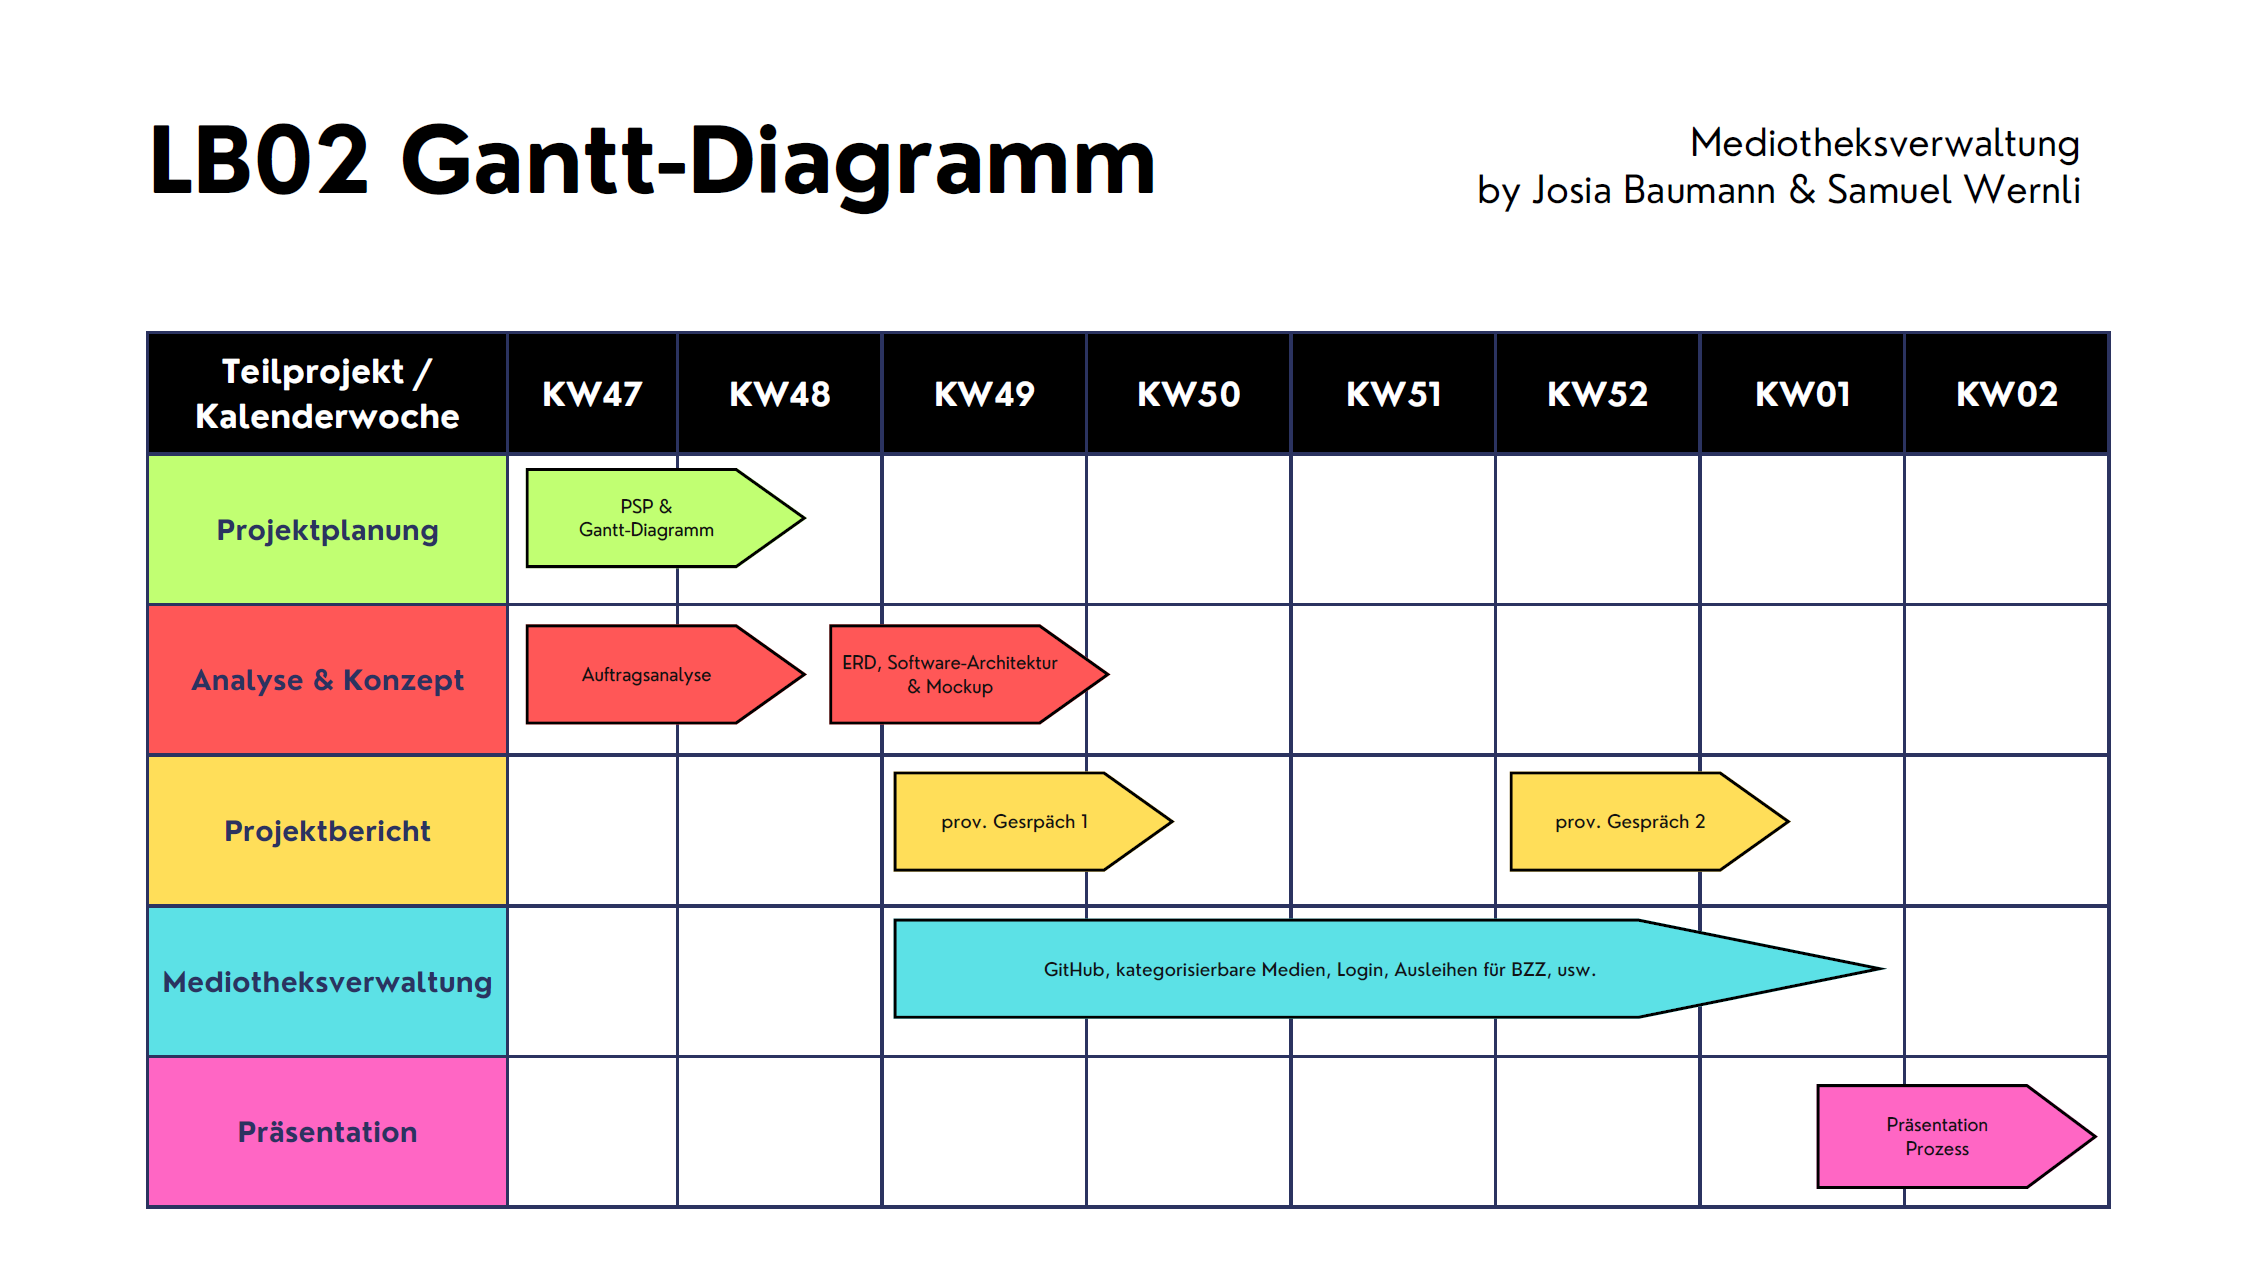 LB02 Gantt-Diagramm
Mediotheksverwaltung
by Josia Baumann & Samuel Wernli
Teilprojekt /
Kalenderwoche
KW47
KW48
KW49
KW50
KW51
KW52
KW01
KW02
Projektplanung
PSP &
Gantt-Diagramm
Analyse & Konzept
Auftragsanalyse
ERD, Software-Architektur
& Mockup
Projektbericht
prov. Gesrpäch 1
prov. Gespräch 2
Mediotheksverwaltung
GitHub, kategorisierbare Medien, Login, Ausleihen für BZZ, usw.
Präsentation
Präsentation
Prozess